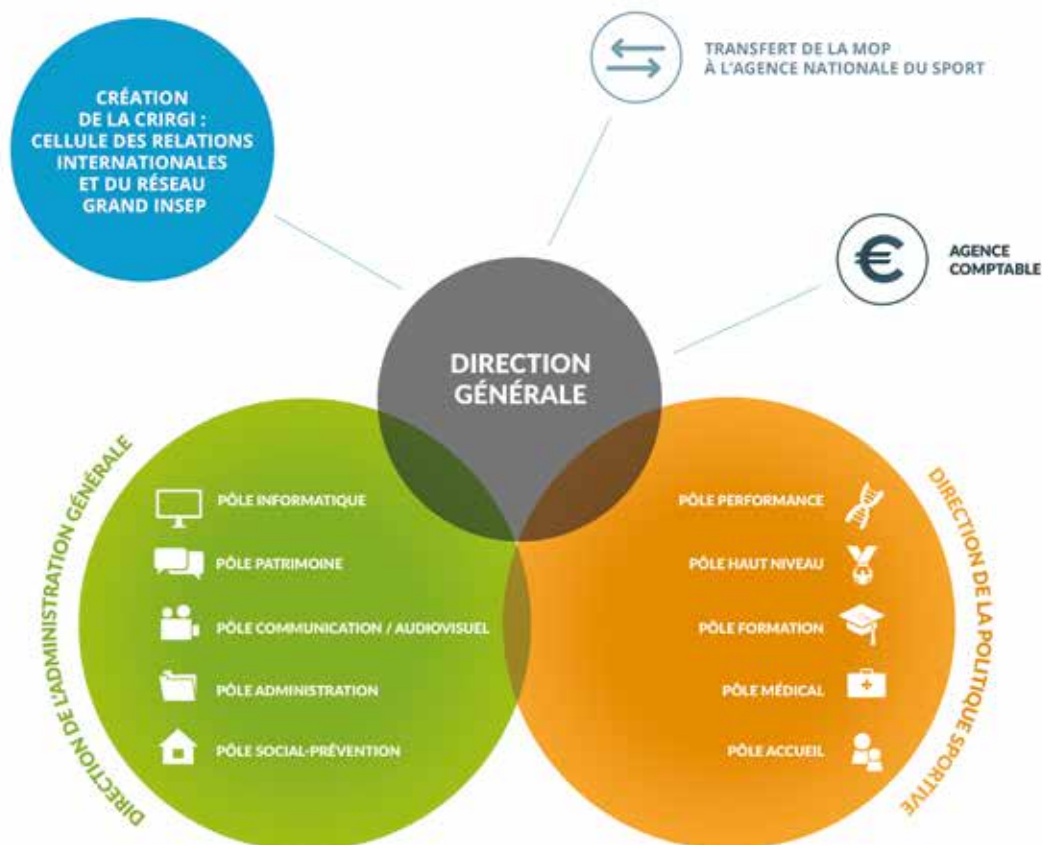 CRÉATION
DE LA CRIRGI :
CELLULE DES RELATIONS
INTERNATIONALES
ET DU RÉSEAU
GRAND INSEP
TRANSFERT DE LA MOP
À L'AGENCE NATIONALE DU SPORT
€
AGENCE
COMPTABLE
DIRECTION
GÉNÉRALE
DIRECTION DE L'ADMINISTRATION GÉNÉRALE
PÔLE INFORMATIQUE
PÔLE PATRIMOINE
PÔLE COMMUNICATION / AUDIOVISUEL
PÔLE ADMINISTRATION
PÔLE SOCIAL-PRÉVENTION
PÔLE PERFORMANCE
PÔLE HAUT NIVEAU
PÔLE FORMATION
PÔLE MÉDICAL
PÔLE ACCUEIL
DIRECTION DE LA POLITIQUE SPORTIVE